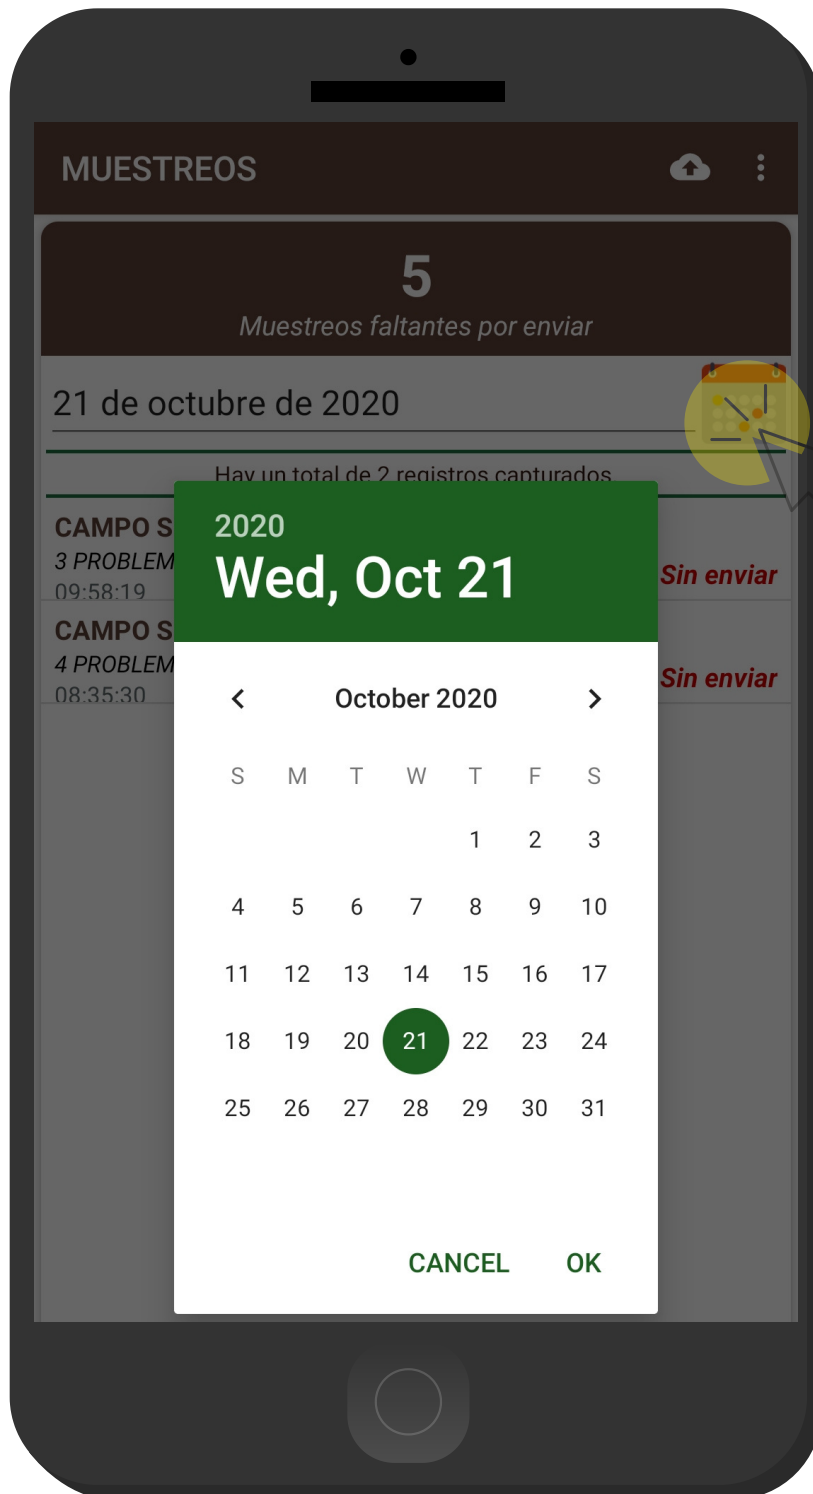 MUESTREOS
5
Muestreos faltantes por enviar
21 de octubre de 2020
Hay un total de 2 registros capturados
CAMPO S
3 PROBLEM
09:58:19
Sin enviar
CAMPO S
4 PROBLEM
08:35:30
Sin enviar
2020
Wed, Oct 21
October 2020
S M T W T F S
1 2 3
4 5 6 7 8 9 10
11 12 13 14 15 16 17
18 19 20 21 22 23 24
25 26 27 28 29 30 31
CANCEL OK